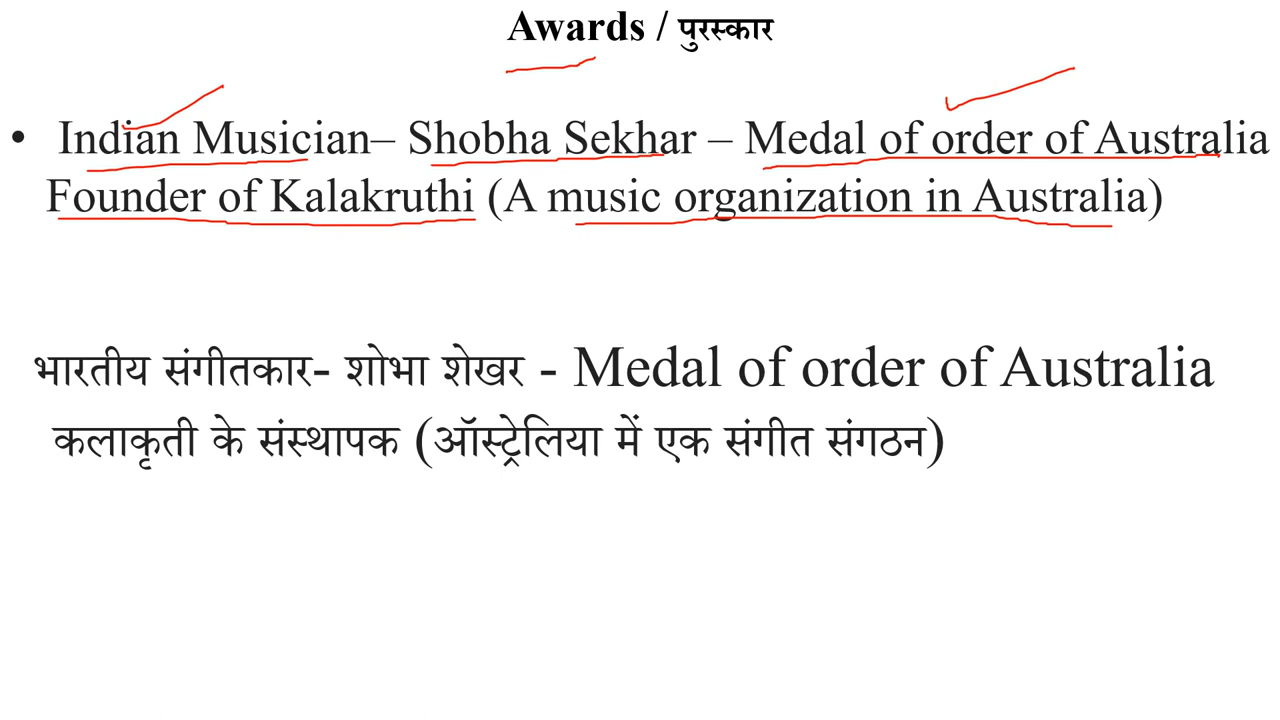 Awards / पुरस्कार
• Indian Musician– Shobha Sekhar – Medal of order of Australia
Founder of Kalakruthi (A music organization in Australia)
भारतीय संगीतकार- शोभा शेखर - Medal of order of Australia
कलाकृती के संस्थापक (ऑस्ट्रेलिया में एक संगीत संगठन)